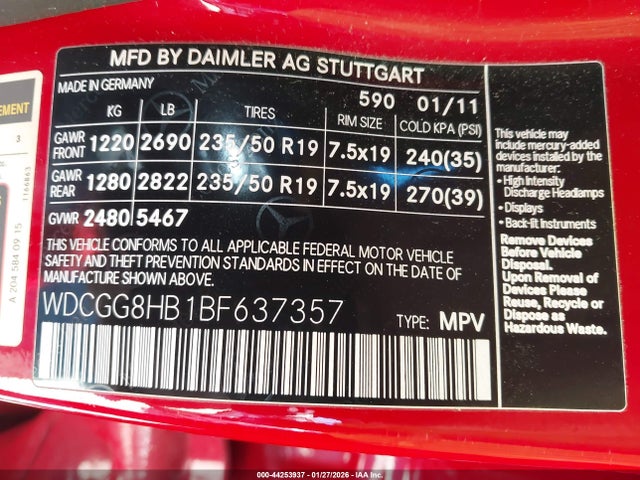 MFD BY DAIMLER AG STUTTGART
MADE IN GERMANY
590 01/11
KG LB TIRES RIM SIZE COLD KPA (PSI)
GAWR FRONT 1220 2690 235/50 R19 7.5x19 240(35)
GAWR REAR 1280 2822 235/50 R19 7.5x19 270(39)
GVWR 2480 5467
THIS VEHICLE CONFORMS TO ALL APPLICABLE FEDERAL MOTOR VEHICLE
SAFETY AND THEFT PREVENTION STANDARDS IN EFFECT ON THE DATE OF
MANUFACTURE SHOWN ABOVE.
WDCGG8HB1BF637357
TYPE: MPV
This vehicle may
include mercury-added
devices installed by the
manufacturer:
• High Intensity
Discharge Headlamps
• Displays
• Back-lit Instruments
Remove Devices
Before Vehicle
Disposal.
Upon Removal of
Devices Please
Reuse, Recycle or
Dispose as
Hazardous Waste.
EMENT
3
1166863
A 204 584 09 15
000-44253937 - 01/27/2026 - IAA Inc.